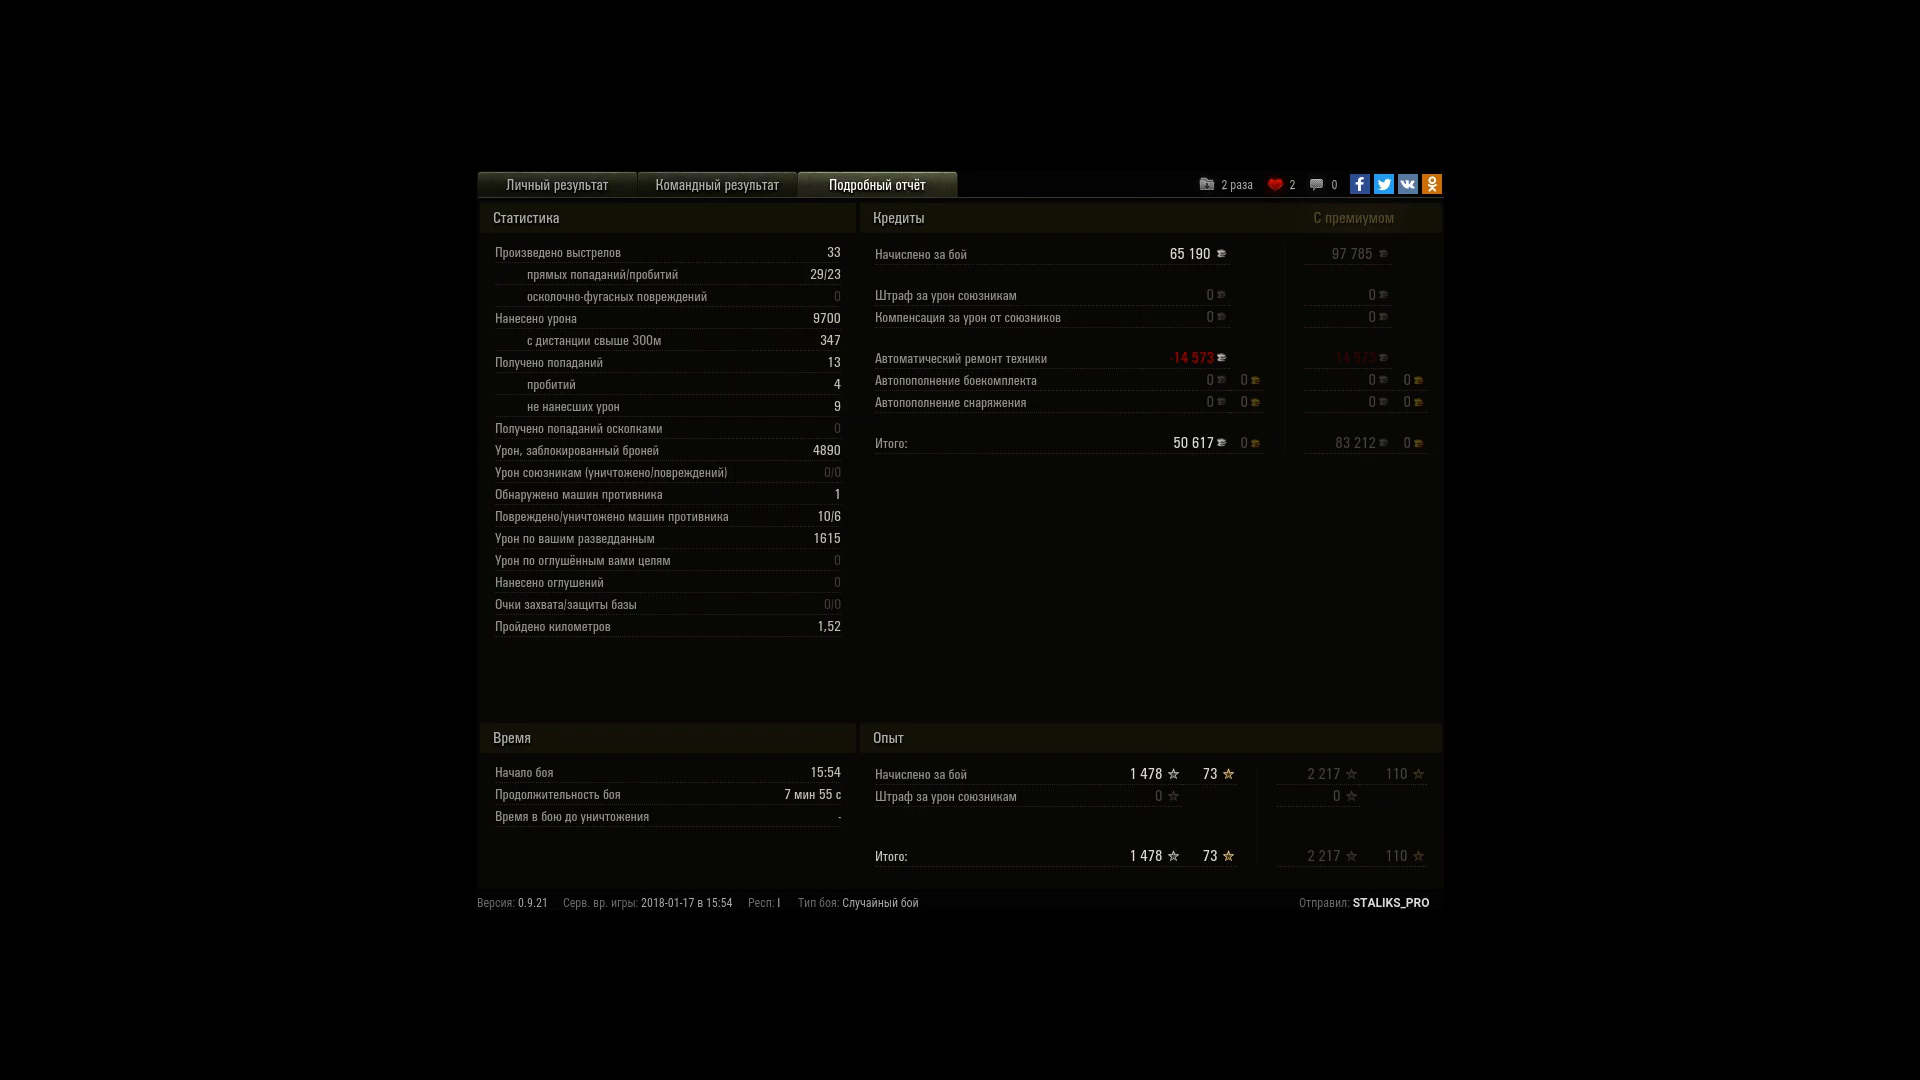 Личный результат Командный результат Подробный отчёт 2 раза 2 0
Статистика
Произведено выстрелов 33
прямых попаданий/пробитий 29/23
осколочно-фугасных повреждений 0
Нанесено урона 9700
с дистанции свыше 300м 347
Получено попаданий 13
пробитий 4
не нанесших урон 9
Получено попаданий осколками 0
Урон, заблокированный броней 4890
Урон союзникам (уничтожено/повреждений) 0/0
Обнаружено машин противника 1
Повреждено/уничтожено машин противника 10/6
Урон по вашим разведданным 1615
Урон по оглушённым вами целям 0
Нанесено оглушений 0
Очки захвата/защиты базы 0/0
Пройдено километров 1,52
Кредиты С премиумом
Начислено за бой 65 190 97 785
Штраф за урон союзникам 0 0
Компенсация за урон от союзников 0 0
Автоматический ремонт техники -14 573 -14 573
Автопополнение боекомплекта 0 0 0 0
Автопополнение снаряжения 0 0 0 0
Итого: 50 617 0 83 212 0
Время
Начало боя 15:54
Продолжительность боя 7 мин 55 с
Время в бою до уничтожения -
Опыт
Начислено за бой 1 478 73 2 217 110
Штраф за урон союзникам 0 0
Итого: 1 478 73 2 217 110
Версия: 0.9.21 Серв. вр. игры: 2018-01-17 в 15:54 Респ: I Тип боя: Случайный бой Отправил: STALIKS_PRO